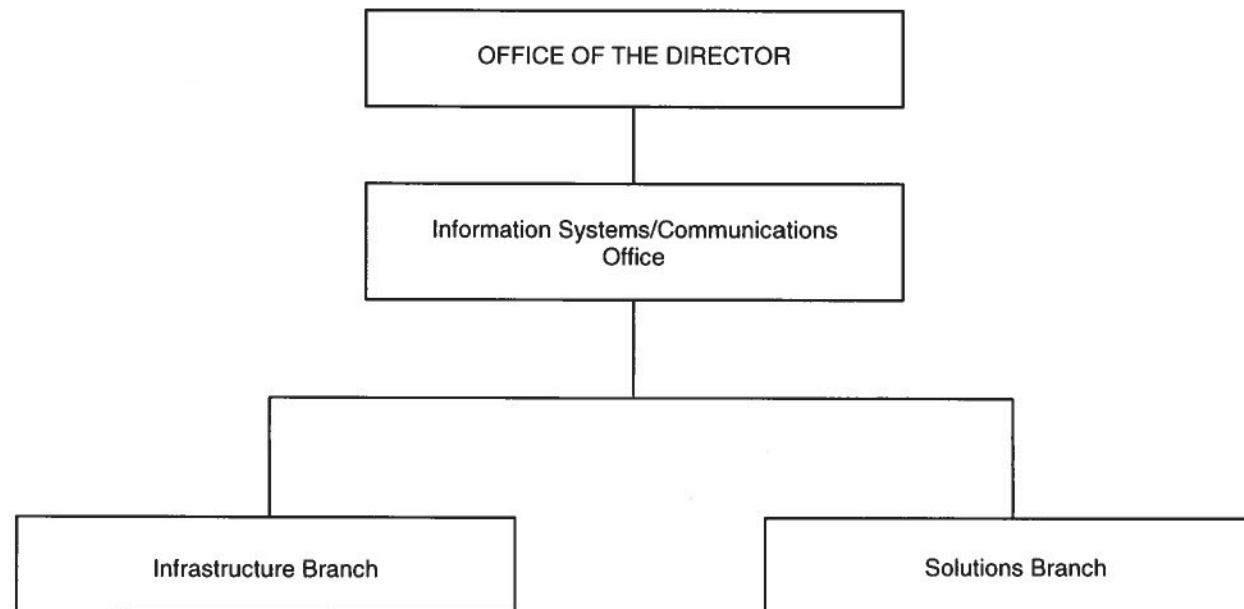 OFFICE OF THE DIRECTOR
Information Systems/Communications
Office
Infrastructure Branch
Solutions Branch